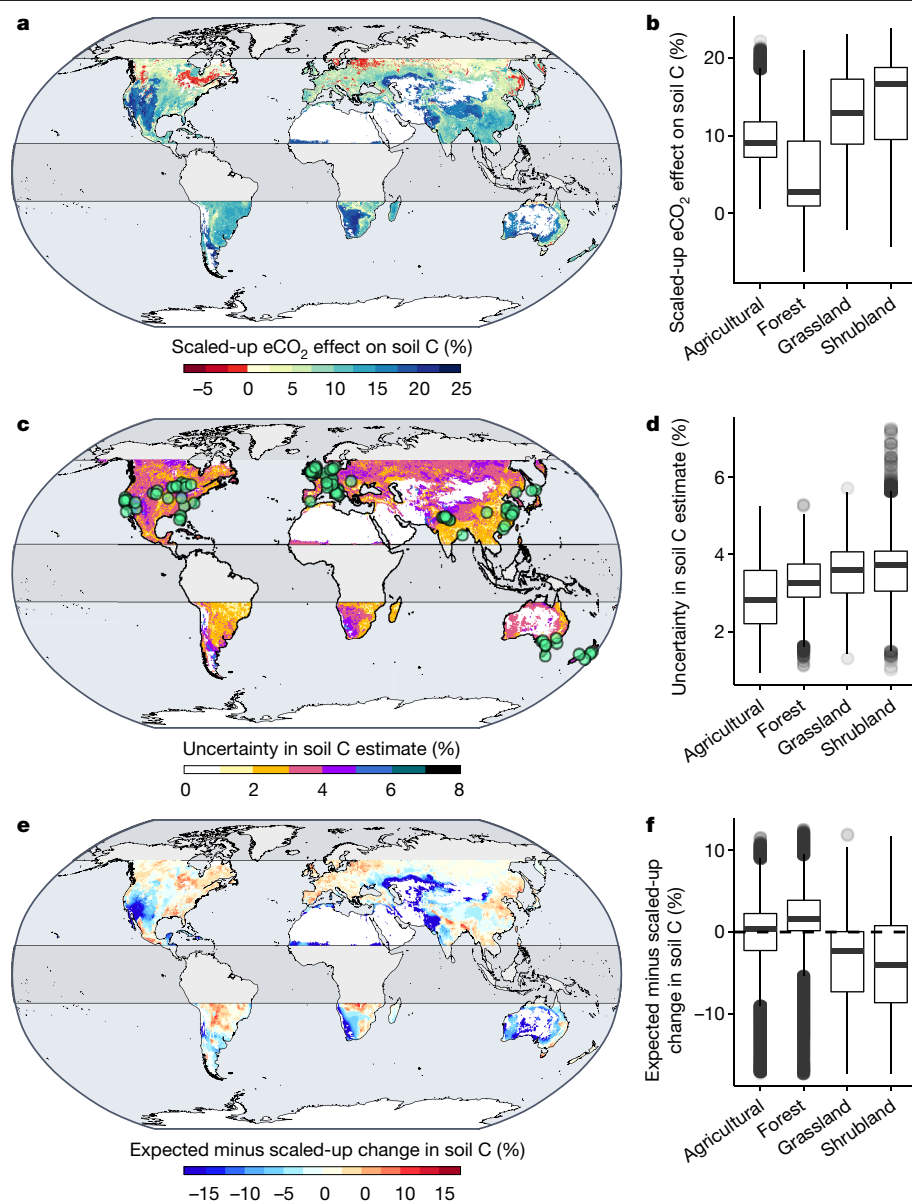 a
Scaled-up eCO2 effect on soil C (%)
−5 0 5 10 15 20 25
b
Scaled-up eCO2 effect on soil C (%)
20
10
0
Agricultural
Forest
Grassland
Shrubland
c
Uncertainty in soil C estimate (%)
0 2 4 6 8
d
Uncertainty in soil C estimate (%)
6
4
2
Agricultural
Forest
Grassland
Shrubland
e
Expected minus scaled-up change in soil C (%)
−15 −10 −5 0 0 10 15
f
Expected minus scaled-up
change in soil C (%)
10
0
−10
Agricultural
Forest
Grassland
Shrubland